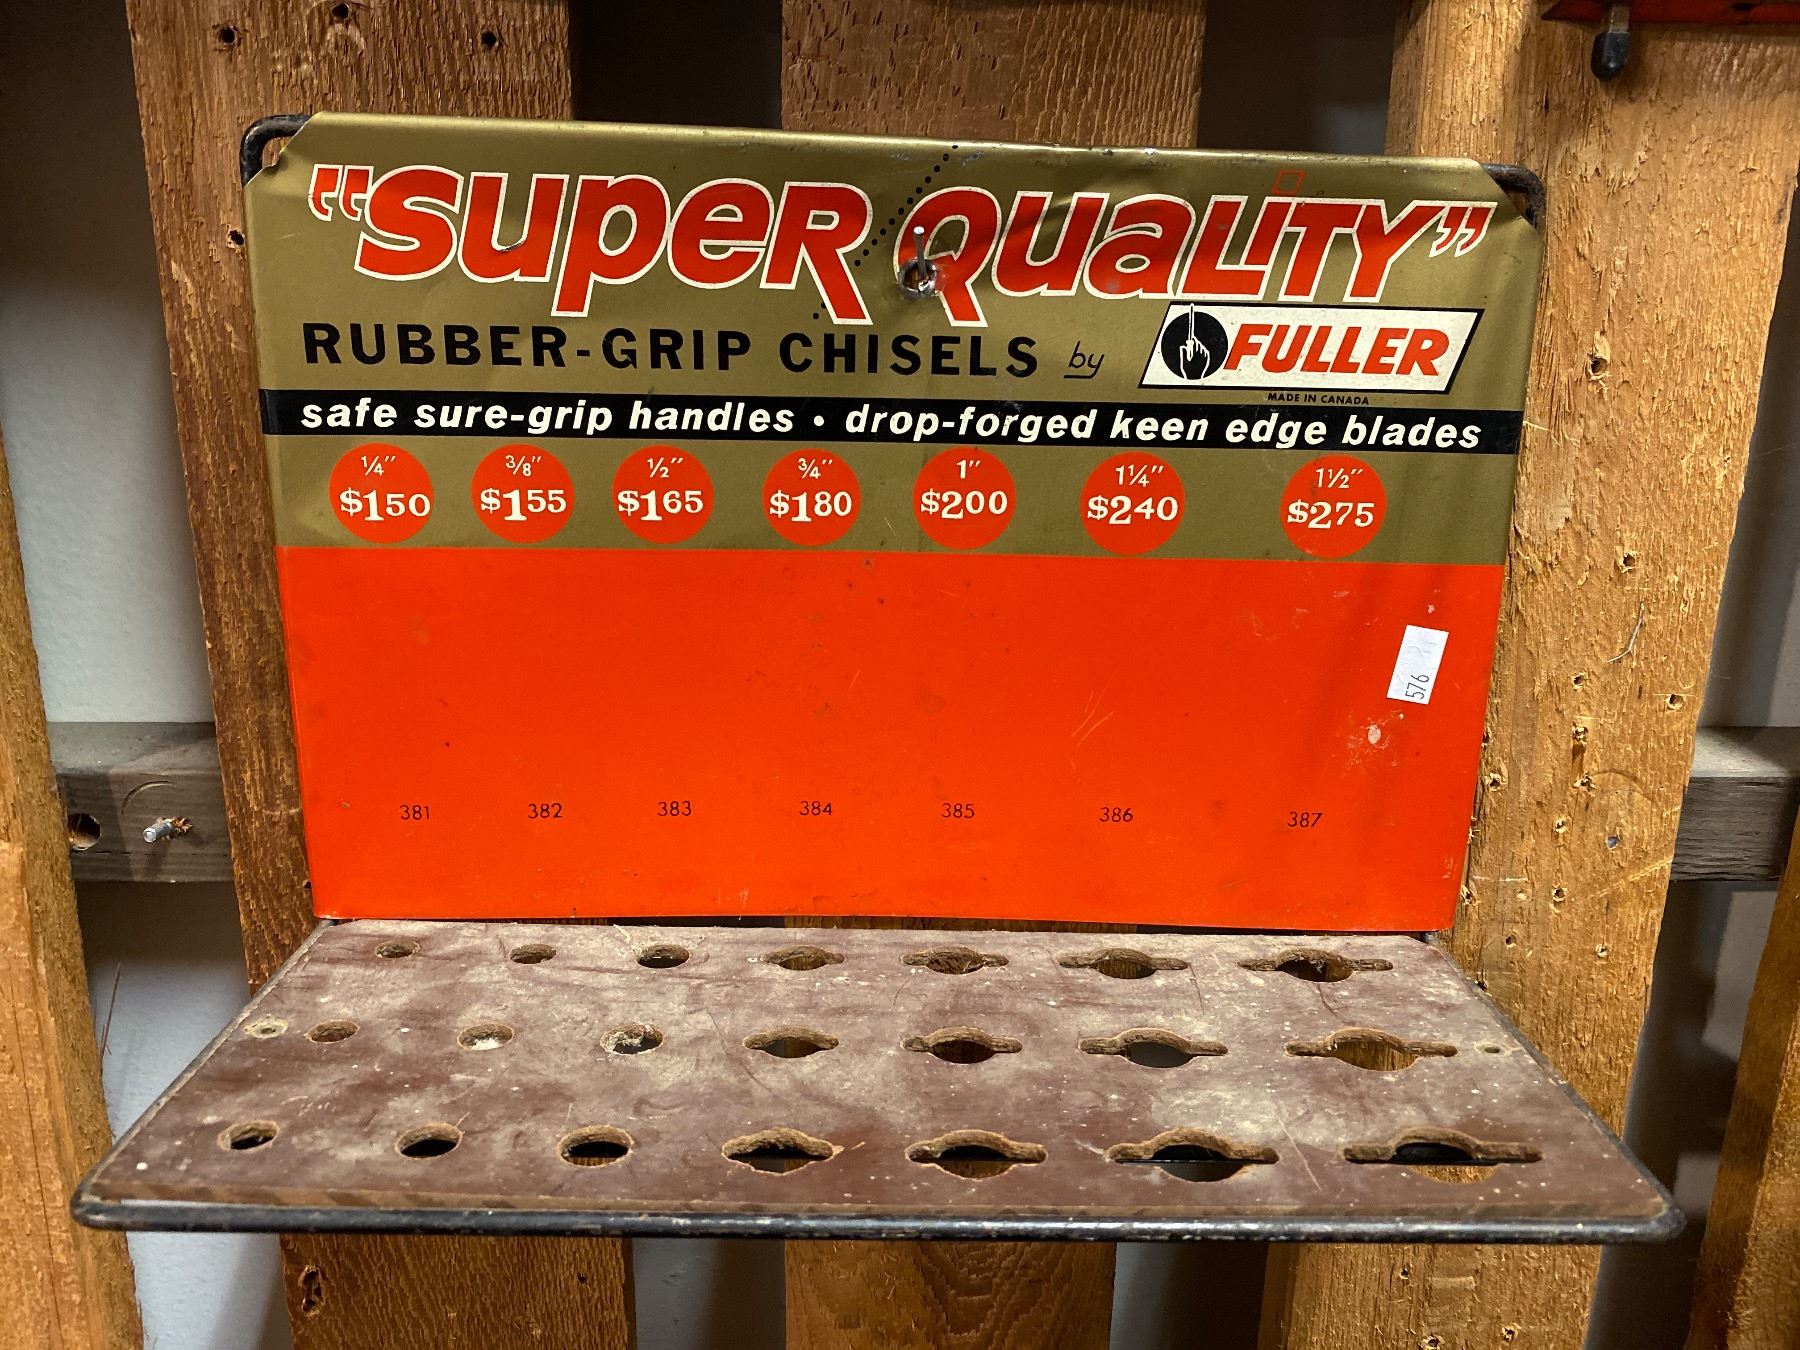 "SUPER QUALITY"
RUBBER-GRIP CHISELS by FULLER
MADE IN CANADA
safe sure-grip handles • drop-forged keen edge blades
1/4" 3/8" 1/2" 3/4" 1" 1 1/4" 1 1/2"
$150 $155 $165 $180 $200 $240 $275
576
381 382 383 384 385 386 387